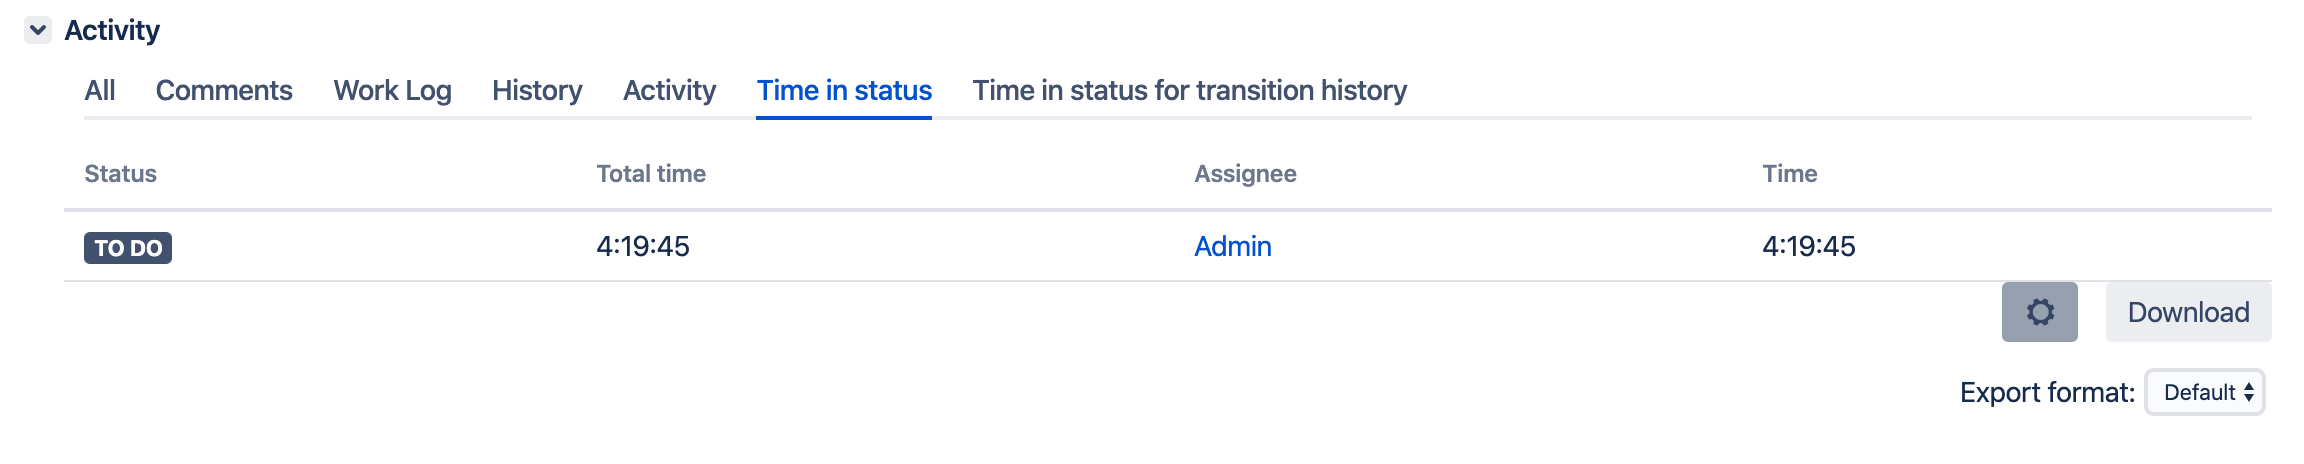 Activity
All Comments Work Log History Activity Time in status Time in status for transition history
Status Total time Assignee Time
TO DO 4:19:45 Admin 4:19:45
Download
Export format: Default